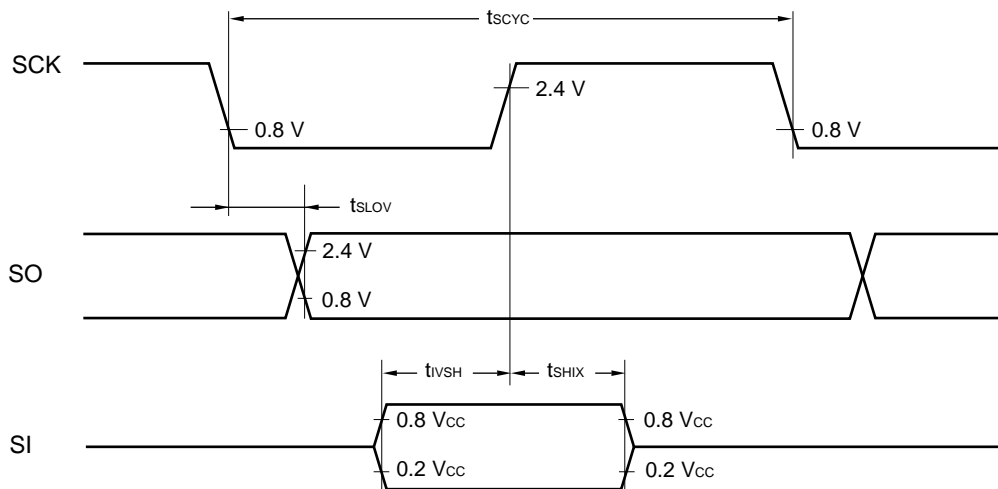 tSCYC
SCK
2.4 V
0.8 V
0.8 V
tSLOV
2.4 V
SO
0.8 V
tIVSH
tSHIX
0.8 VCC
0.8 VCC
SI
0.2 VCC
0.2 VCC